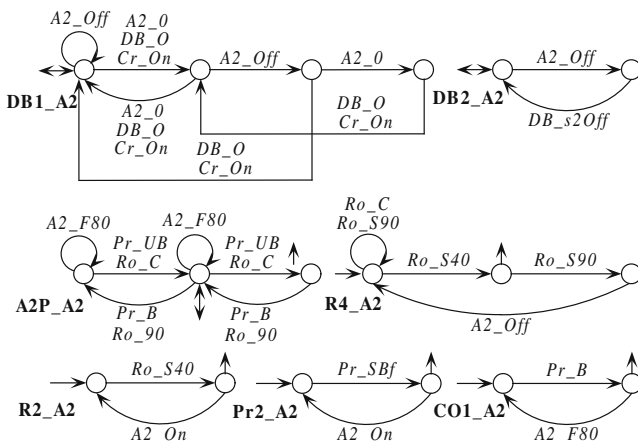 A2_Off
A2_0
DB_O
Cr_On
A2_Off
A2_0
A2_Off
DB1_A2
A2_0
DB_O
Cr_On
DB_O
Cr_On
DB_O
Cr_On
DB2_A2
DB_s2Off
A2_F80
A2_F80
Pr_UB
Ro_C
Pr_UB
Ro_C
A2P_A2
Pr_B
Ro_90
Pr_B
Ro_90
Ro_C
Ro_S90
Ro_S40
Ro_S90
R4_A2
A2_Off
Ro_S40
R2_A2
A2_On
Pr_SBf
Pr2_A2
A2_On
Pr_B
CO1_A2
A2_F80